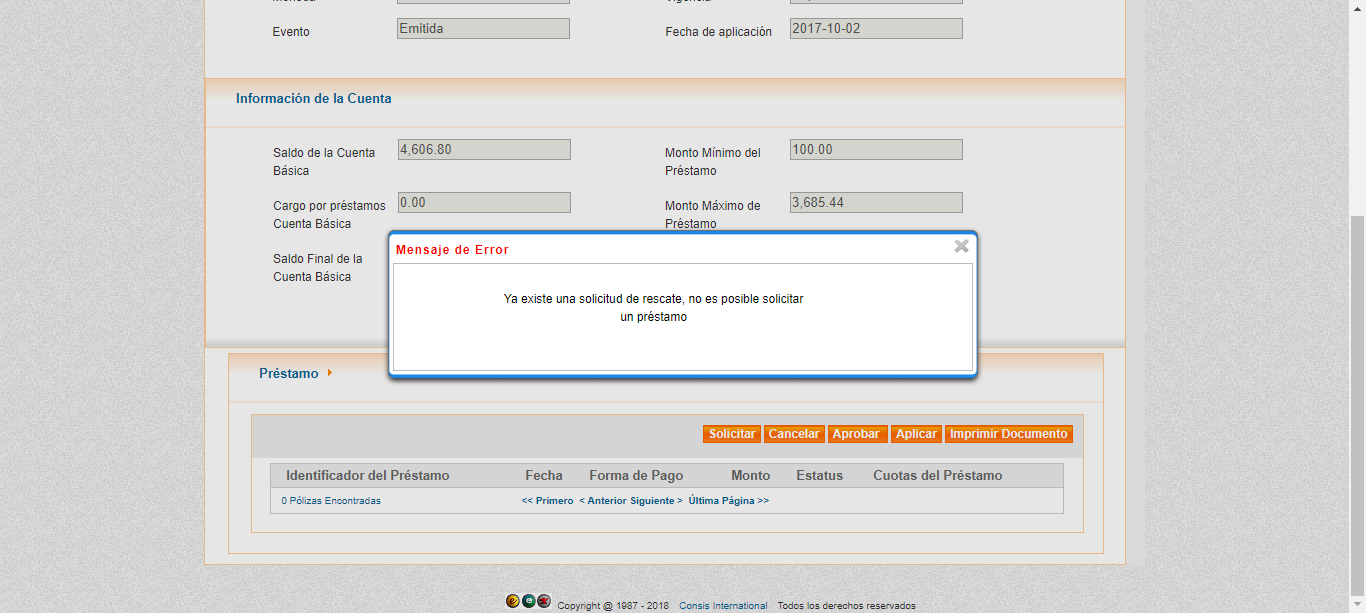 Evento Emitida Fecha de aplicación 2017-10-02
Información de la Cuenta
Saldo de la Cuenta Básica 4,606.80 Monto Mínimo del Préstamo 100.00
Cargo por préstamos Cuenta Básica 0.00 Monto Máximo de Préstamo 3,685.44
Saldo Final de la Cuenta Básica
Mensaje de Error
Ya existe una solicitud de rescate, no es posible solicitar
un préstamo
Préstamo
Solicitar Cancelar Aprobar Aplicar Imprimir Documento
Identificador del Préstamo Fecha Forma de Pago Monto Estatus Cuotas del Préstamo
0 Pólizas Encontradas << Primero < Anterior Siguiente > Última Página >>
Copyright @ 1987 - 2018 Consis International Todos los derechos reservados